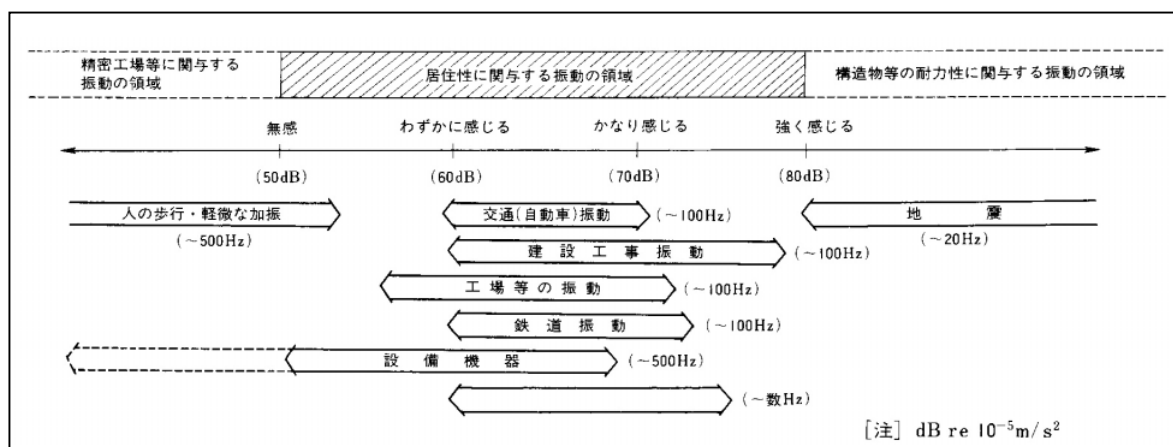 精密工場等に関与する
振動の領域
居住性に関与する振動の領域
構造物等の耐力性に関与する振動の領域
無感
わずかに感じる
かなり感じる
強く感じる
(50dB)
(60dB)
(70dB)
(80dB)
人の歩行・軽微な加振
(~500Hz)
交通(自動車)振動
(~100Hz)
地震
(~20Hz)
建設工事振動
(~100Hz)
工場等の振動
(~100Hz)
鉄道振動
(~100Hz)
設備機器
(~500Hz)
(~数Hz)
[注] dB re 10⁻⁵m/s²